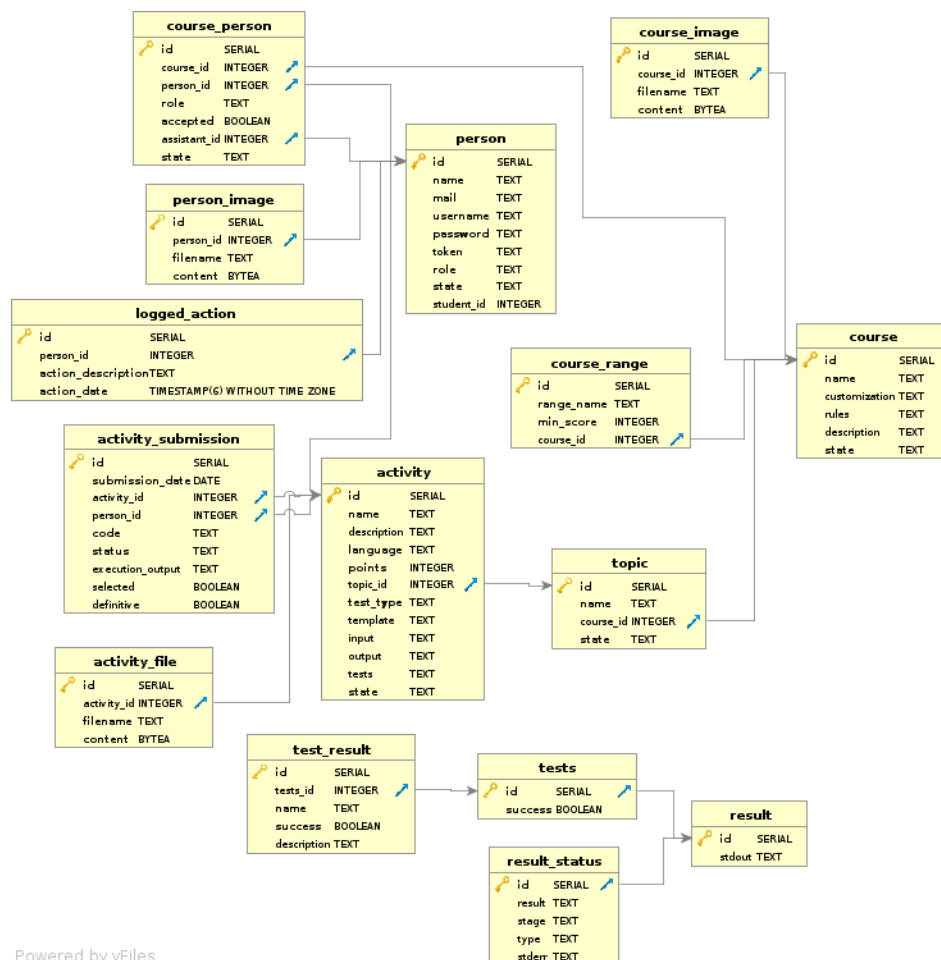 course_person
id SERIAL
course_id INTEGER
person_id INTEGER
role TEXT
accepted BOOLEAN
assistant_id INTEGER
state TEXT
course_image
id SERIAL
course_id INTEGER
filename TEXT
content BYTEA
person
id SERIAL
name TEXT
mail TEXT
username TEXT
password TEXT
token TEXT
role TEXT
state TEXT
student_id INTEGER
person_image
id SERIAL
person_id INTEGER
filename TEXT
content BYTEA
logged_action
id SERIAL
person_id INTEGER
action_description TEXT
action_date TIMESTAMP(6) WITHOUT TIME ZONE
course
id SERIAL
name TEXT
customization TEXT
rules TEXT
description TEXT
state TEXT
course_range
id SERIAL
range_name TEXT
min_score INTEGER
course_id INTEGER
activity_submission
id SERIAL
submission_date DATE
activity_id INTEGER
person_id INTEGER
code TEXT
status TEXT
execution_output TEXT
selected BOOLEAN
definitive BOOLEAN
activity
id SERIAL
name TEXT
description TEXT
language TEXT
points INTEGER
topic_id INTEGER
test_type TEXT
template TEXT
input TEXT
output TEXT
tests TEXT
state TEXT
topic
id SERIAL
name TEXT
course_id INTEGER
state TEXT
activity_file
id SERIAL
activity_id INTEGER
filename TEXT
content BYTEA
test_result
id SERIAL
tests_id INTEGER
name TEXT
success BOOLEAN
description TEXT
tests
id SERIAL
success BOOLEAN
result
id SERIAL
stdout TEXT
result_status
id SERIAL
result TEXT
stage TEXT
type TEXT
stderr TEXT
Powered by yFiles